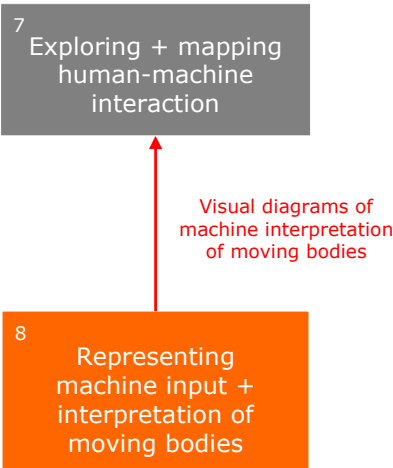 7
Exploring + mapping
human-machine
interaction
Visual diagrams of
machine interpretation
of moving bodies
8
Representing
machine input +
interpretation of
moving bodies